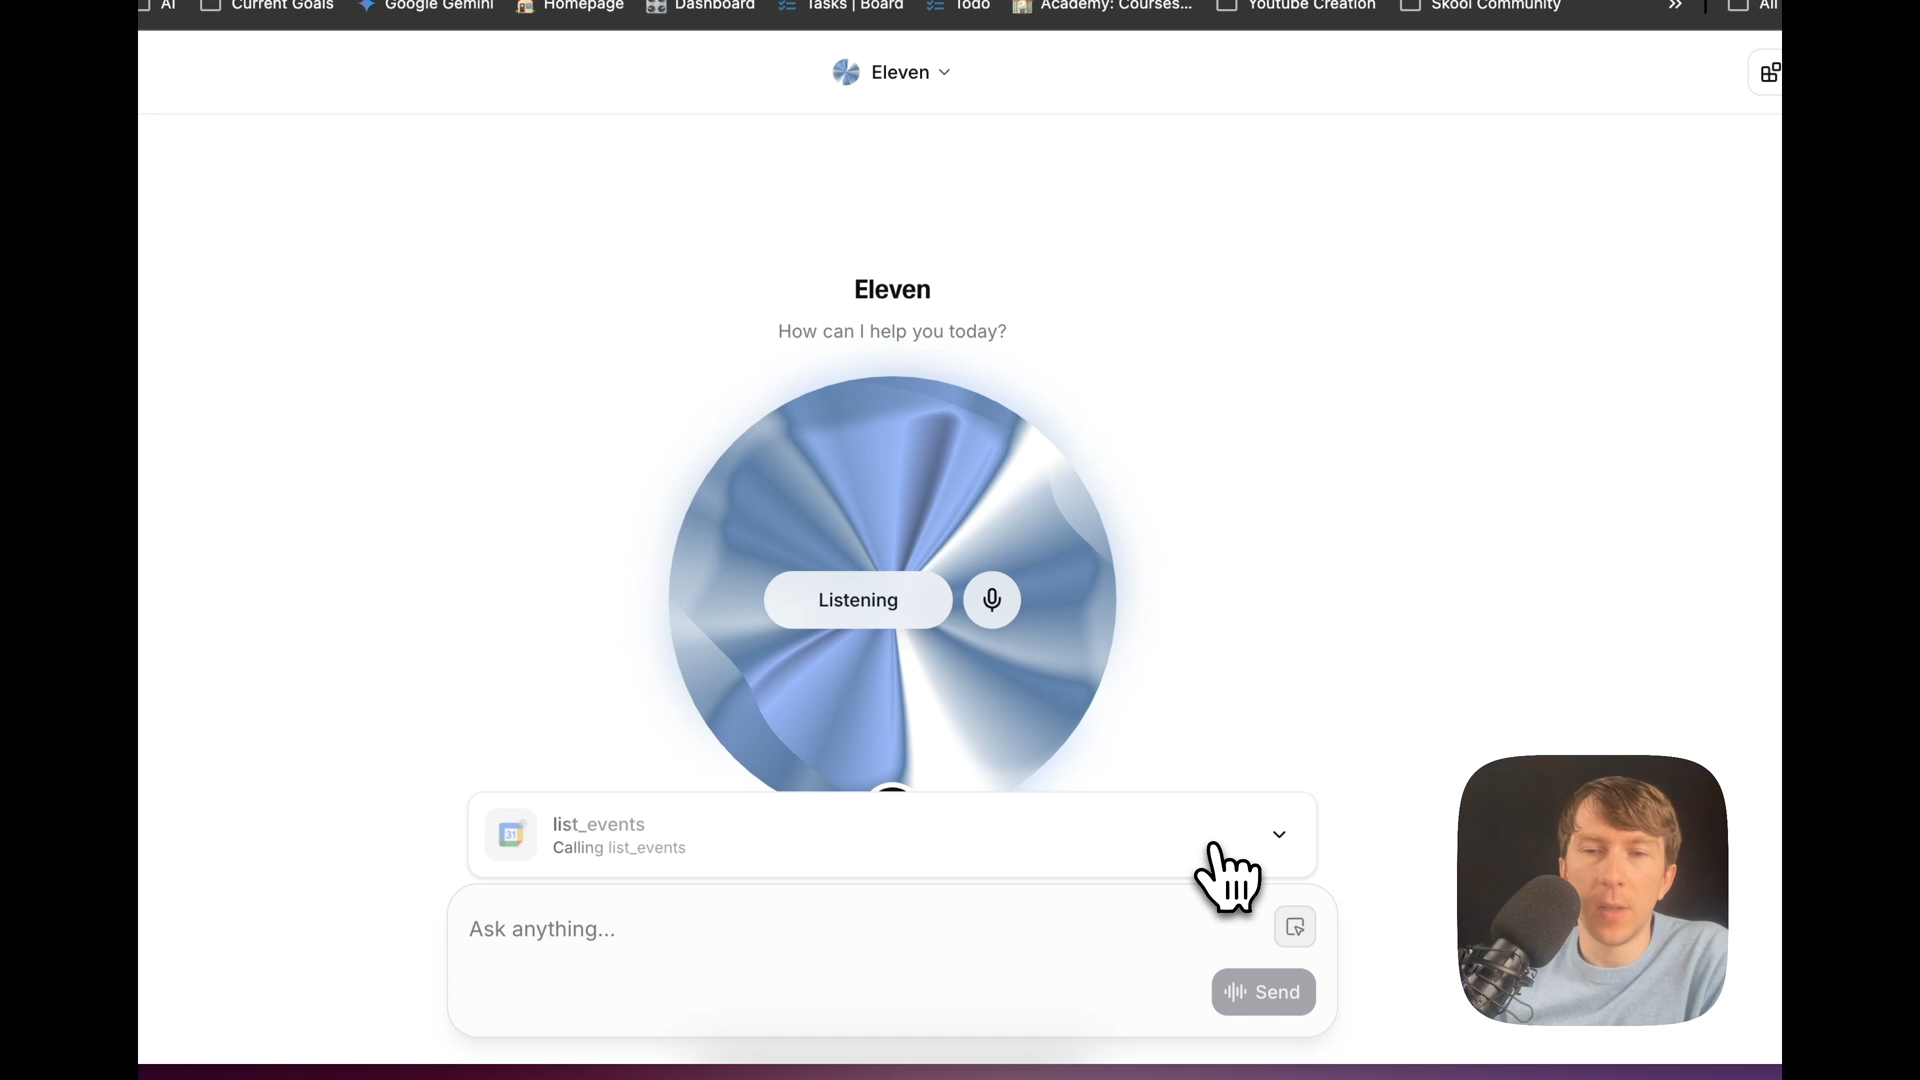 AI Current Goals Google Gemini Homepage Dashboard Tasks | Board Todo Academy: Courses... Youtube Creation Skool Community » All
Eleven
Eleven
How can I help you today?
Listening
31
list_events
Calling list_events
Ask anything...
Send